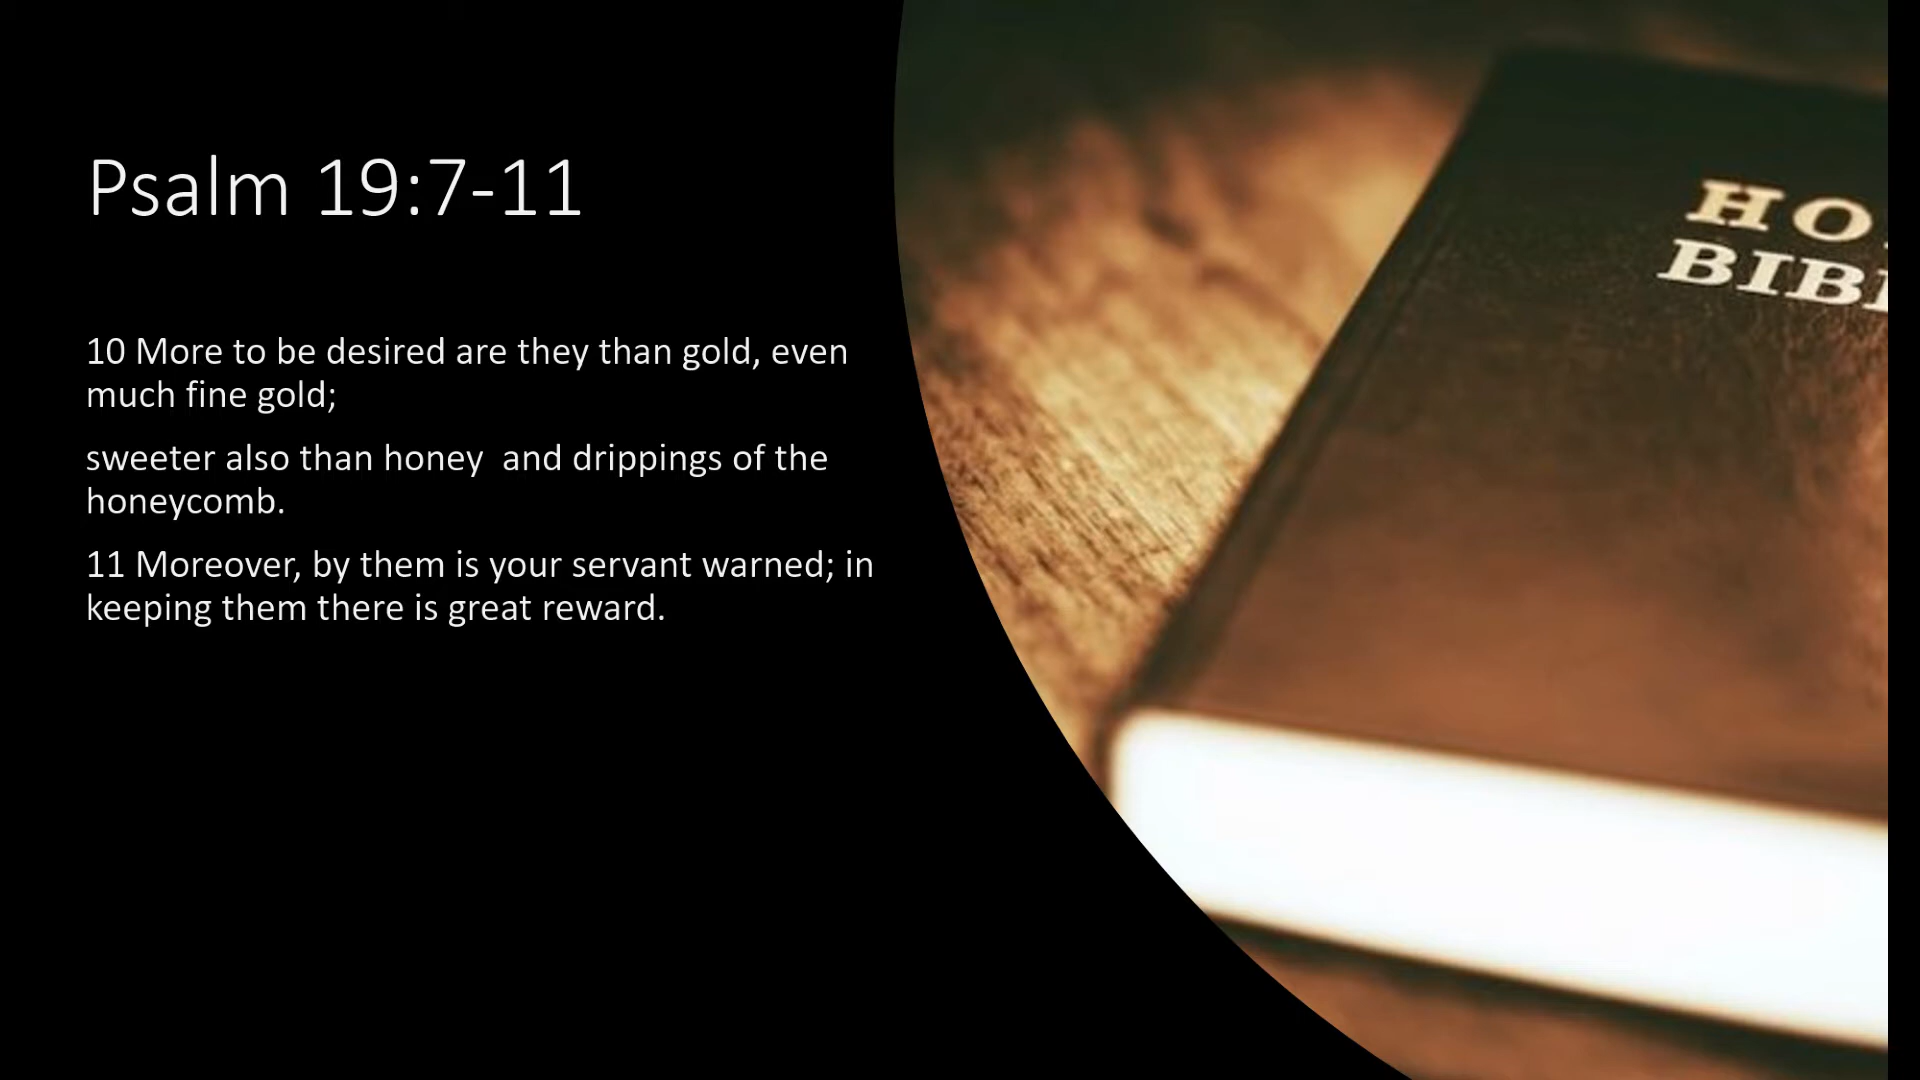 Psalm 19:7-11
10 More to be desired are they than gold, even
much fine gold;
sweeter also than honey  and drippings of the
honeycomb.
11 Moreover, by them is your servant warned; in
keeping them there is great reward.
HO
BIB